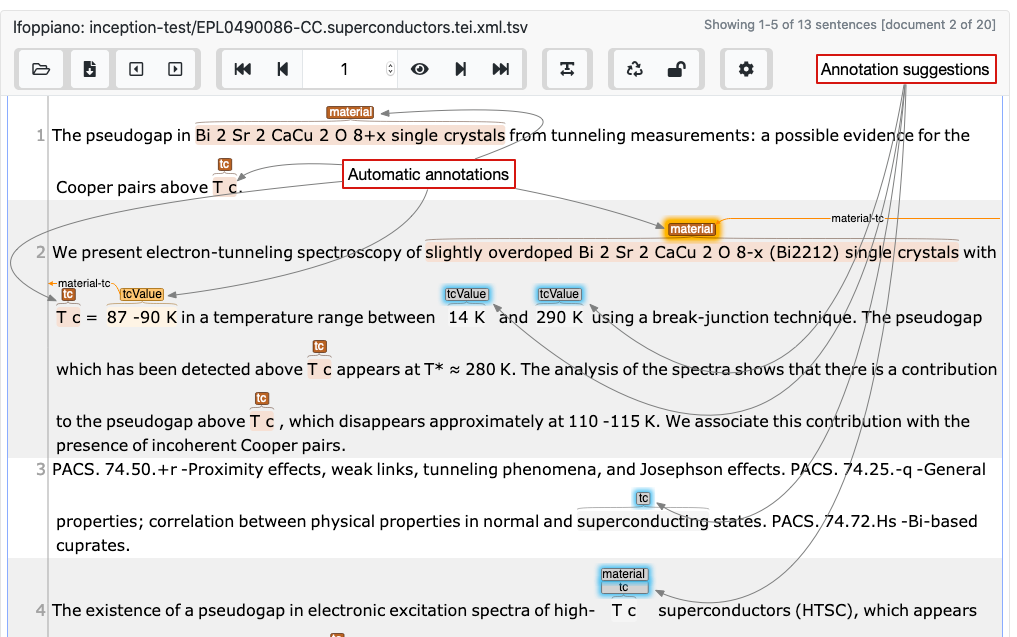 lfoppiano: inception-test/EPL0490086-CC.superconductors.tei.xml.tsv
Showing 1-5 of 13 sentences [document 2 of 20]
1
Annotation suggestions
material
1 The pseudogap in Bi 2 Sr 2 CaCu 2 O 8+x single crystals from tunneling measurements: a possible evidence for the
tc
Automatic annotations
Cooper pairs above T c.
material
material-tc
2 We present electron-tunneling spectroscopy of slightly overdoped Bi 2 Sr 2 CaCu 2 O 8-x (Bi2212) single crystals with
material-tc
tc tcValue tcValue tcValue
T c = 87 -90 K in a temperature range between 14 K and 290 K using a break-junction technique. The pseudogap
tc
which has been detected above T c appears at T* ≈ 280 K. The analysis of the spectra shows that there is a contribution
tc
to the pseudogap above T c , which disappears approximately at 110 -115 K. We associate this contribution with the
presence of incoherent Cooper pairs.
3 PACS. 74.50.+r -Proximity effects, weak links, tunneling phenomena, and Josephson effects. PACS. 74.25.-q -General
tc
properties; correlation between physical properties in normal and superconducting states. PACS. 74.72.Hs -Bi-based
cuprates.
material
tc
4 The existence of a pseudogap in electronic excitation spectra of high- T c superconductors (HTSC), which appears
tc